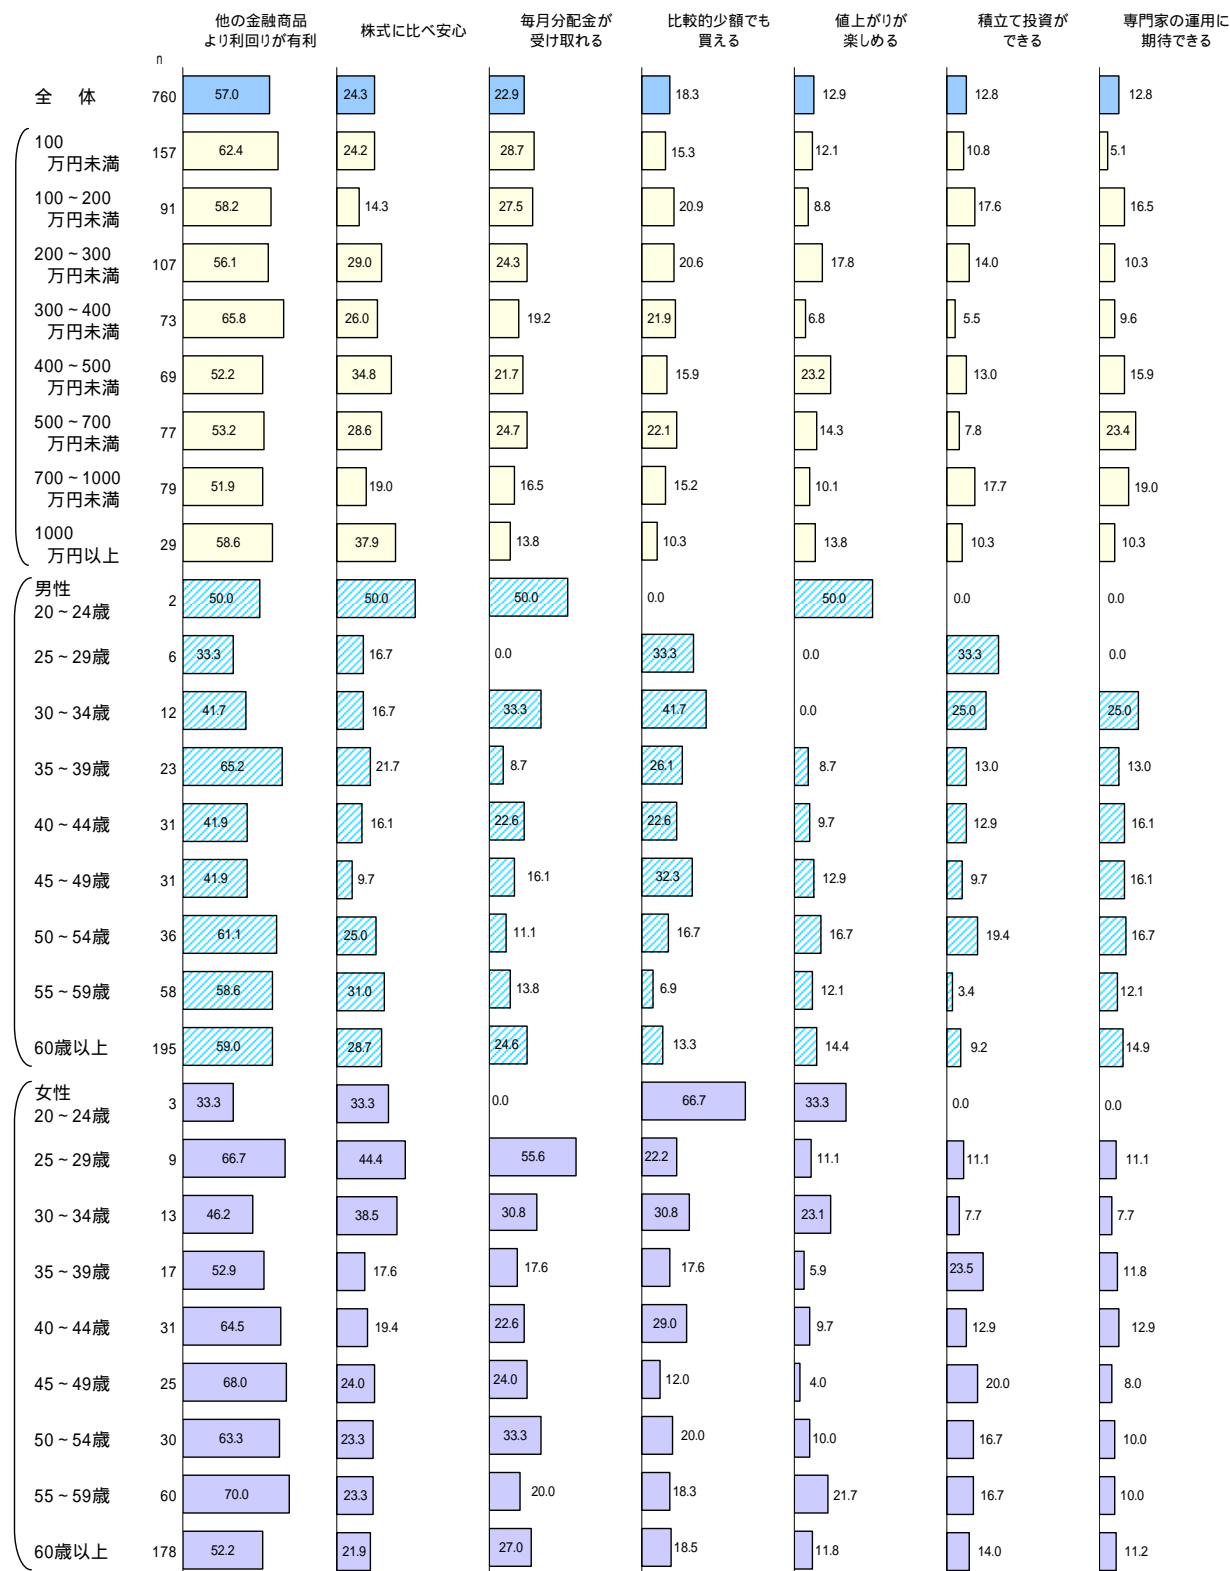 他の金融商品
より利回りが有利
株式に比べ安心
毎月分配金が
受け取れる
比較的少額でも
買える
値上がりが
楽しめる
積立て投資が
できる
専門家の運用に
期待できる
n
全 体 760 57.0 24.3 22.9 18.3 12.9 12.8 12.8
100
万円未満 157 62.4 24.2 28.7 15.3 12.1 10.8 5.1
100~200
万円未満 91 58.2 14.3 27.5 20.9 8.8 17.6 16.5
200~300
万円未満 107 56.1 29.0 24.3 20.6 17.8 14.0 10.3
300~400
万円未満 73 65.8 26.0 19.2 21.9 6.8 5.5 9.6
400~500
万円未満 69 52.2 34.8 21.7 15.9 23.2 13.0 15.9
500~700
万円未満 77 53.2 28.6 24.7 22.1 14.3 7.8 23.4
700~1000
万円未満 79 51.9 19.0 16.5 15.2 10.1 17.7 19.0
1000
万円以上 29 58.6 37.9 13.8 10.3 13.8 10.3 10.3
男性
20~24歳 2 50.0 50.0 50.0 0.0 50.0 0.0 0.0
25~29歳 6 33.3 16.7 0.0 33.3 0.0 33.3 0.0
30~34歳 12 41.7 16.7 33.3 41.7 0.0 25.0 25.0
35~39歳 23 65.2 21.7 8.7 26.1 8.7 13.0 13.0
40~44歳 31 41.9 16.1 22.6 22.6 9.7 12.9 16.1
45~49歳 31 41.9 9.7 16.1 32.3 12.9 9.7 16.1
50~54歳 36 61.1 25.0 11.1 16.7 16.7 19.4 16.7
55~59歳 58 58.6 31.0 13.8 6.9 12.1 3.4 12.1
60歳以上 195 59.0 28.7 24.6 13.3 14.4 9.2 14.9
女性
20~24歳 3 33.3 33.3 0.0 66.7 33.3 0.0 0.0
25~29歳 9 66.7 44.4 55.6 22.2 11.1 11.1 11.1
30~34歳 13 46.2 38.5 30.8 30.8 23.1 7.7 7.7
35~39歳 17 52.9 17.6 17.6 17.6 5.9 23.5 11.8
40~44歳 31 64.5 19.4 22.6 29.0 9.7 12.9 12.9
45~49歳 25 68.0 24.0 24.0 12.0 4.0 20.0 8.0
50~54歳 30 63.3 23.3 33.3 20.0 10.0 16.7 10.0
55~59歳 60 70.0 23.3 20.0 18.3 21.7 16.7 10.0
60歳以上 178 52.2 21.9 27.0 18.5 11.8 14.0 11.2